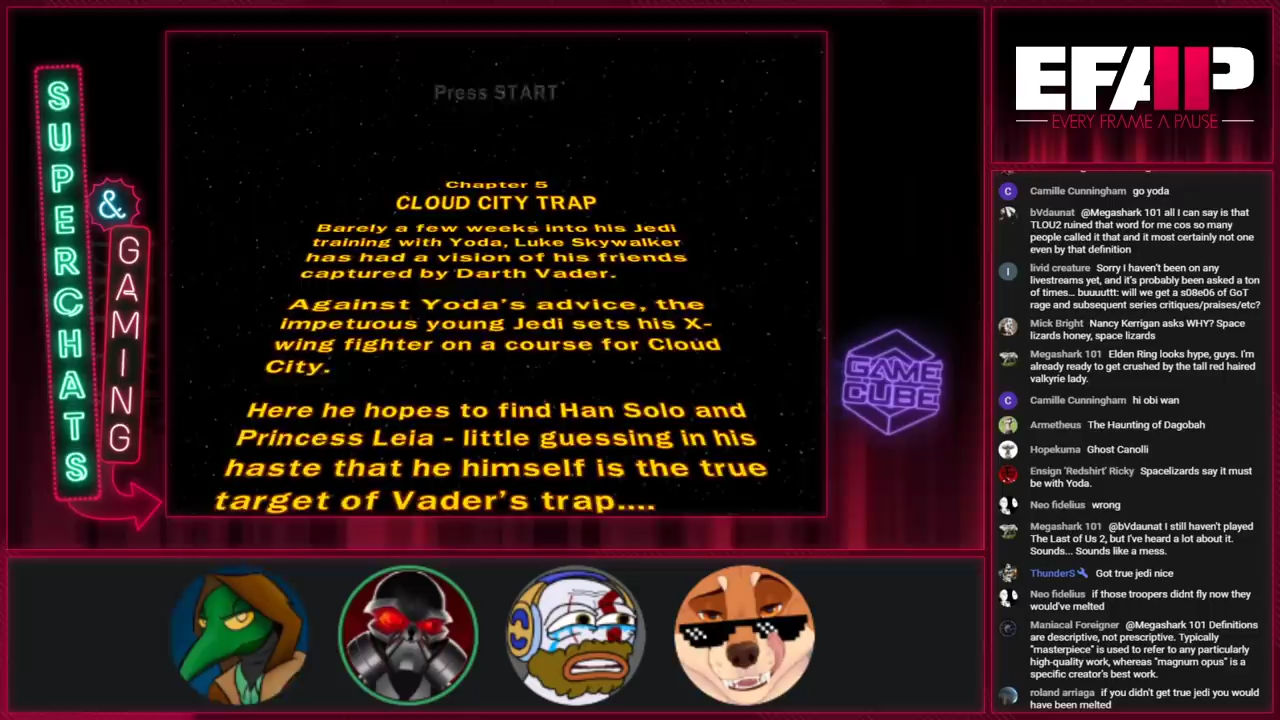 SUPERCHATS
&
GAMING
Press START
Chapter 5
CLOUD CITY TRAP
Barely a few weeks into his Jedi
training with Yoda, Luke Skywalker
has had a vision of his friends
captured by Darth Vader.
Against Yoda's advice, the
impetuous young Jedi sets his X-
wing fighter on a course for Cloud
City.
Here he hopes to find Han Solo and
Princess Leia - little guessing in his
haste that he himself is the true
target of Vader's trap....
GAME
CUBE
EFAP
EVERY FRAME A PAUSE
C Camille Cunningham go yoda
bVdaunat @Megashark 101 all I can say is that
TLOU2 ruined that word for me cos so many
people called it that and it most certainly not one
even by that definition
l livid creature Sorry I haven't been on any
livestreams yet, and it's probably been asked a ton
of times... buuuuttt: will we get a s08e06 of GoT
rage and subsequent series critiques/praises/etc?
Mick Bright Nancy Kerrigan asks WHY? Space
lizards honey, space lizards
Megashark 101 Elden Ring looks hype, guys. I'm
already ready to get crushed by the tall red haired
valkyrie lady.
C Camille Cunningham hi obi wan
Armetheus The Haunting of Dagobah
Hopekuma Ghost Canolli
Ensign 'Redshirt' Ricky Spacelizards say it must
be with Yoda.
Neo fidelius wrong
Megashark 101 @bVdaunat I still haven't played
The Last of Us 2, but I've heard a lot about it.
Sounds... Sounds like a mess.
ThunderS Got true jedi nice
Neo fidelius if those troopers didnt fly now they
would've melted
Maniacal Foreigner @Megashark 101 Definitions
are descriptive, not prescriptive. Typically
"masterpiece" is used to refer to any particularly
high-quality work, whereas "magnum opus" is a
specific creator's best work.
roland arriaga if you didn't get true jedi you would
have been melted